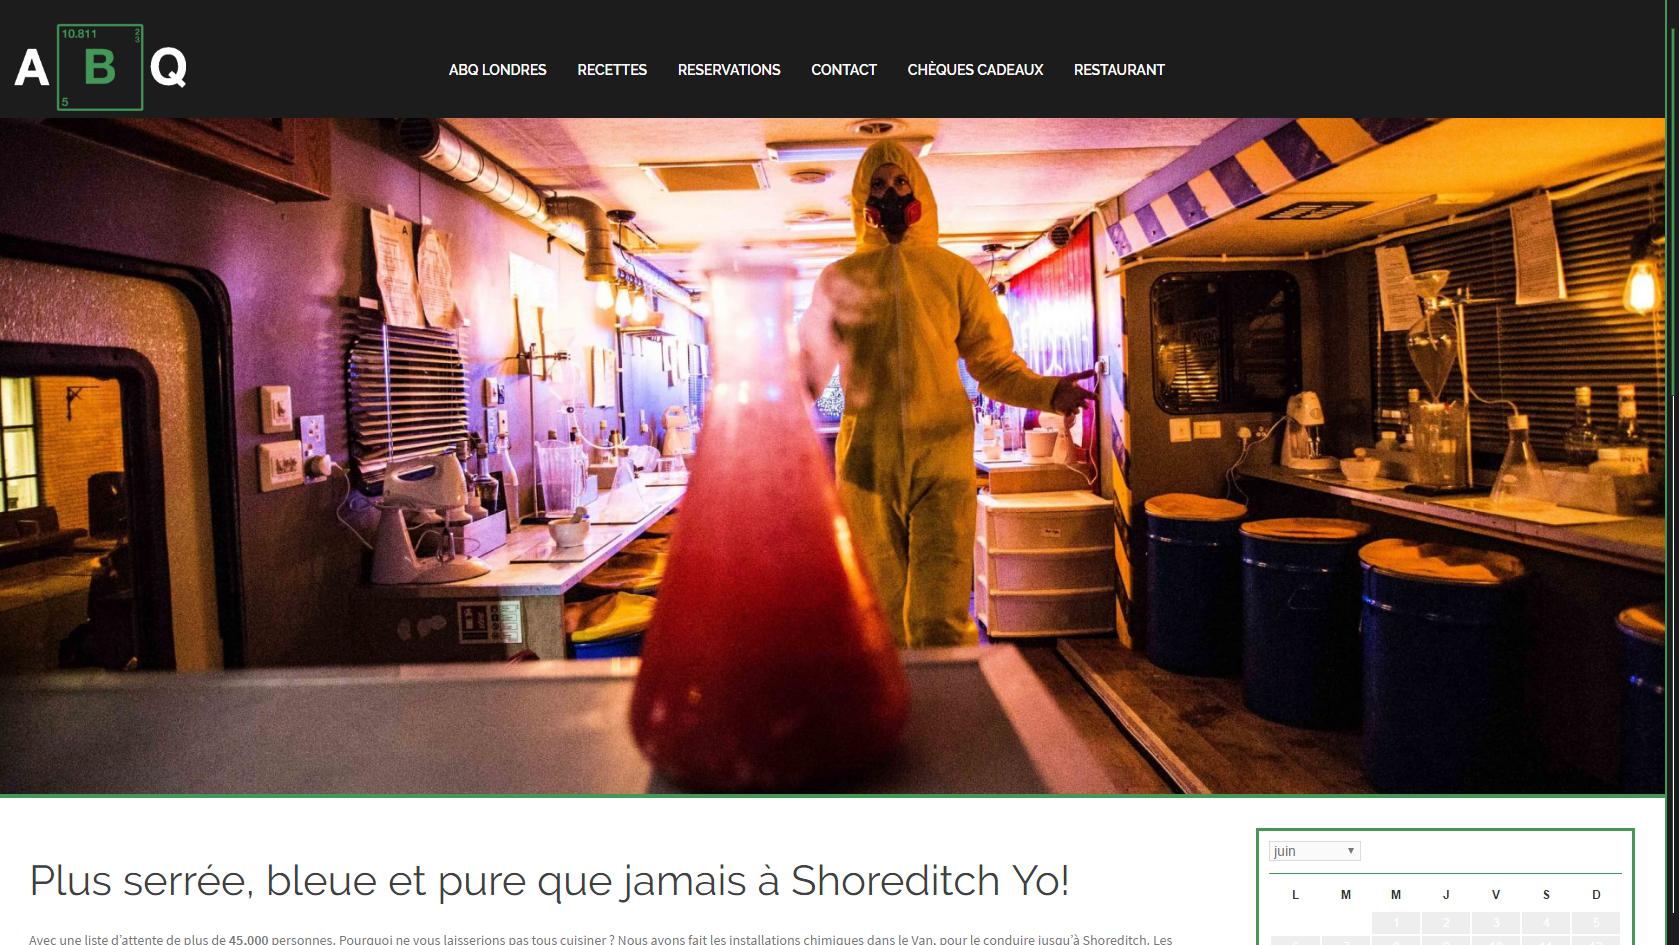 10.811
2
3
A B Q
5
ABQ LONDRES RECETTES RESERVATIONS CONTACT CHÈQUES CADEAUX RESTAURANT
Plus serrée, bleue et pure que jamais à Shoreditch Yo!
Avec une liste d'attente de plus de 45.000 personnes. Pourquoi ne vous laisserions pas tous cuisiner ? Nous avons fait les installations chimiques dans le Van, pour le conduire jusqu'à Shoreditch. Les
juin
L M M J V S D
1 2 3 4 5